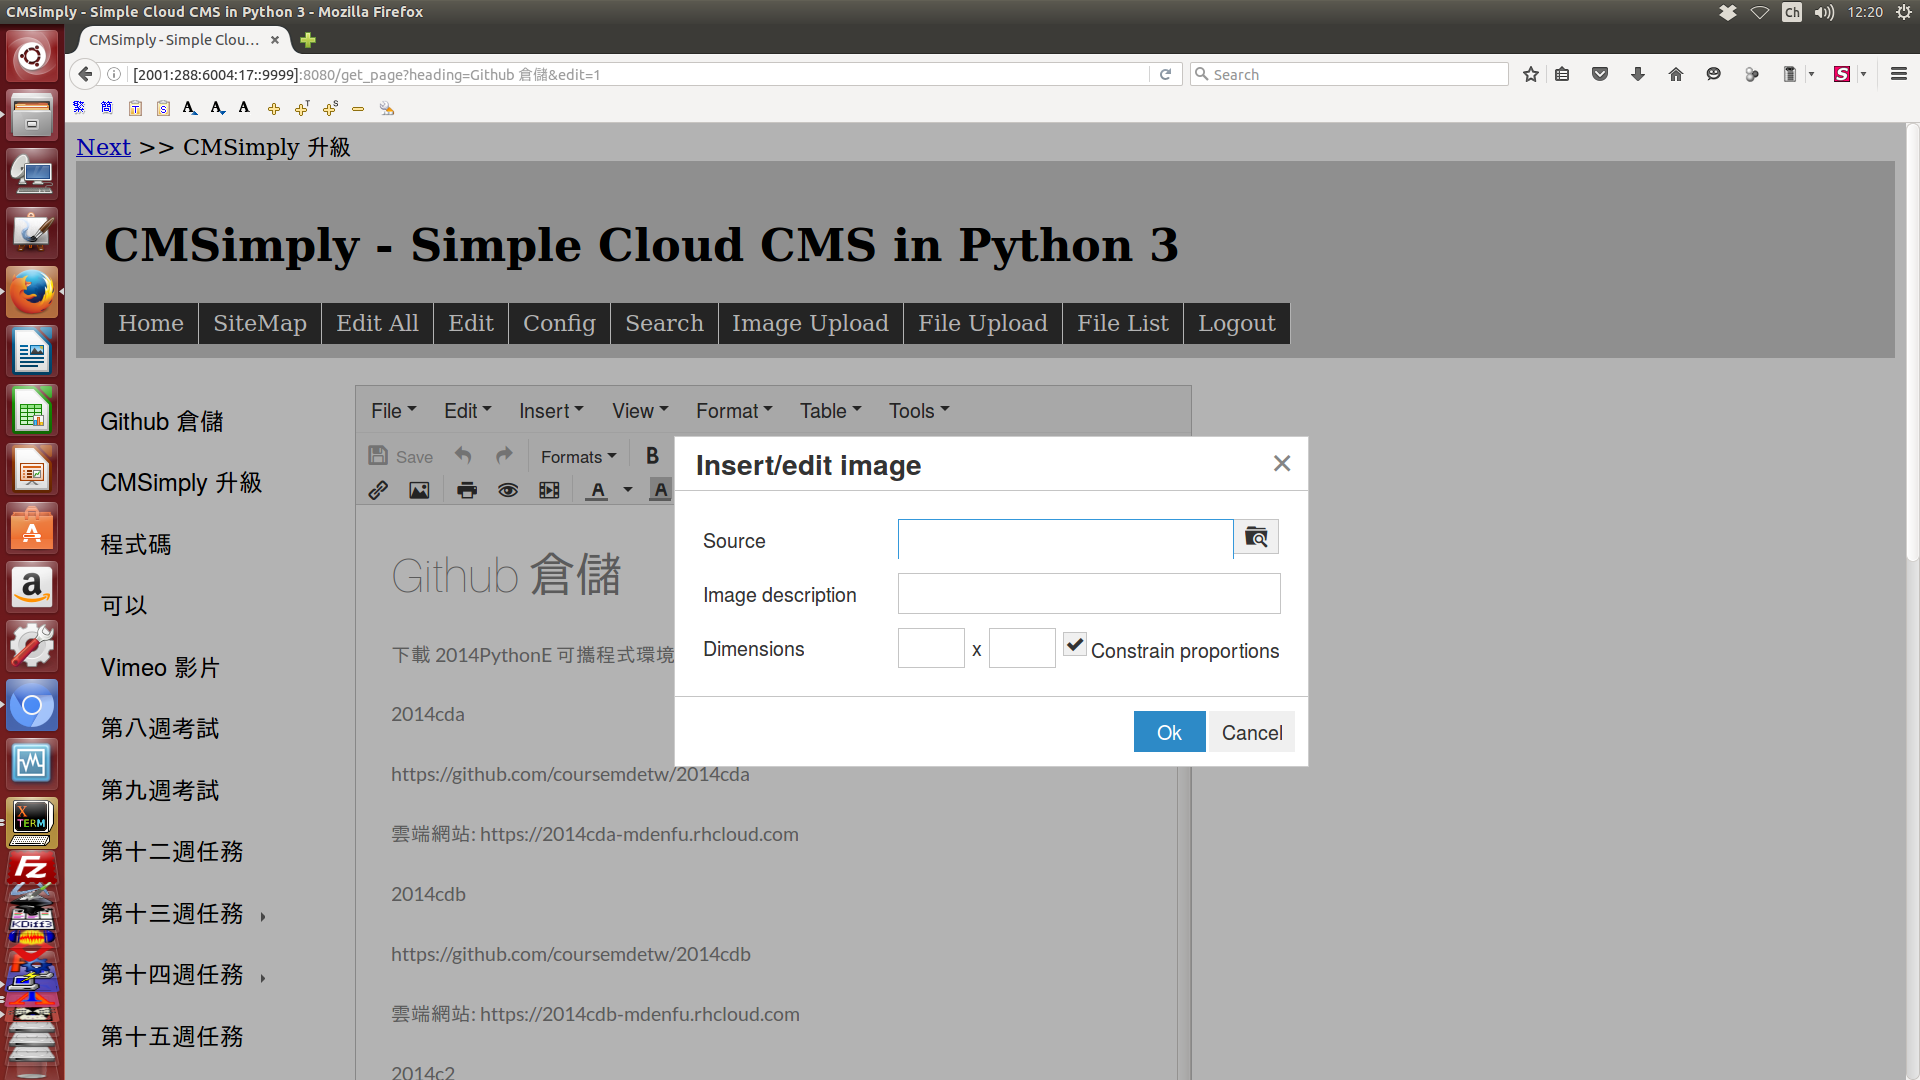 CMSimply - Simple Cloud CMS in Python 3 - Mozilla Firefox
Ch
12:20
CMSimply - Simple Clou...
[2001:288:6004:17::9999]:8080/get_page?heading=Github 倉儲&edit=1
Search
Next >> CMSimply 升級
CMSimply - Simple Cloud CMS in Python 3
Home SiteMap Edit All Edit Config Search Image Upload File Upload File List Logout
Github 倉儲
CMSimply 升級
程式碼
可以
Vimeo 影片
第八週考試
第九週考試
第十二週任務
第十三週任務
第十四週任務
第十五週任務
File Edit Insert View Format Table Tools
Save Formats B
A A
Github 倉儲
下載 2014PythonE 可攜程式環境
2014cda
https://github.com/coursemdetw/2014cda
雲端網站: https://2014cda-mdenfu.rhcloud.com
2014cdb
https://github.com/coursemdetw/2014cdb
雲端網站: https://2014cdb-mdenfu.rhcloud.com
2014c2
Insert/edit image
Source
Image description
Dimensions x Constrain proportions
Ok Cancel
X TERM
FZ
KDiff3